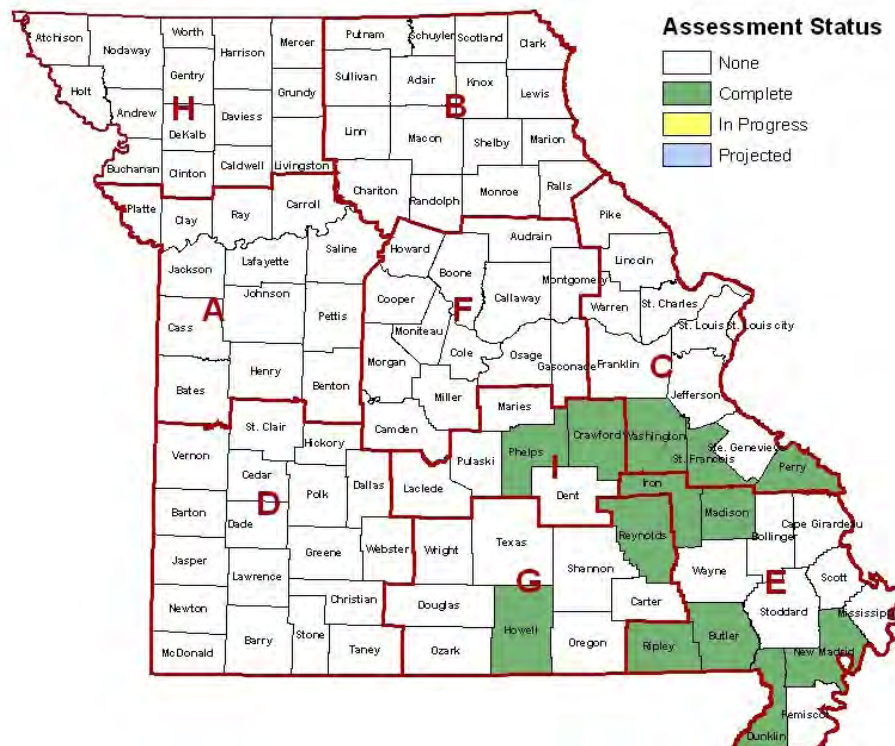 Assessment Status
None
Complete
In Progress
Projected
Atchison
Nodaway
Worth
Harrison
Mercer
Putnam
Schuyler
Scotland
Clark
Holt
Gentry
Grundy
Sullivan
Adair
Knox
Lewis
Andrew
H
DeKalb
Daviess
B
Linn
Macon
Shelby
Marion
Buchanan
Clinton
Caldwell
Livingston
Chariton
Randolph
Monroe
Ralls
Platte
Clay
Ray
Carroll
Pike
Saline
Howard
Audrain
Jackson
Lafayette
Boone
Lincoln
Johnson
Cooper
Callaway
Montgomery
Warren
St. Charles
A
F
Cass
Pettis
Moniteau
St. Louis
St. Louis city
Morgan
Cole
Osage
Gasconade
Franklin
C
Henry
Benton
Bates
Miller
Jefferson
Maries
St. Clair
Camden
Hickory
Vernon
Phelps
Crawford
Washington
Ste. Genevieve
St. Francois
Perry
Cedar
Pulaski
I
Polk
Dallas
Laclede
Dent
Iron
D
Barton
Dade
Madison
Cape Girardeau
Bollinger
Reynolds
Greene
Webster
Wright
Texas
Jasper
Lawrence
Shannon
Wayne
E
Scott
G
Newton
Christian
Douglas
Carter
Stoddard
Mississippi
McDonald
Barry
Stone
Taney
Ozark
Howell
Oregon
Ripley
Butler
New Madrid
Pemiscot
Dunklin